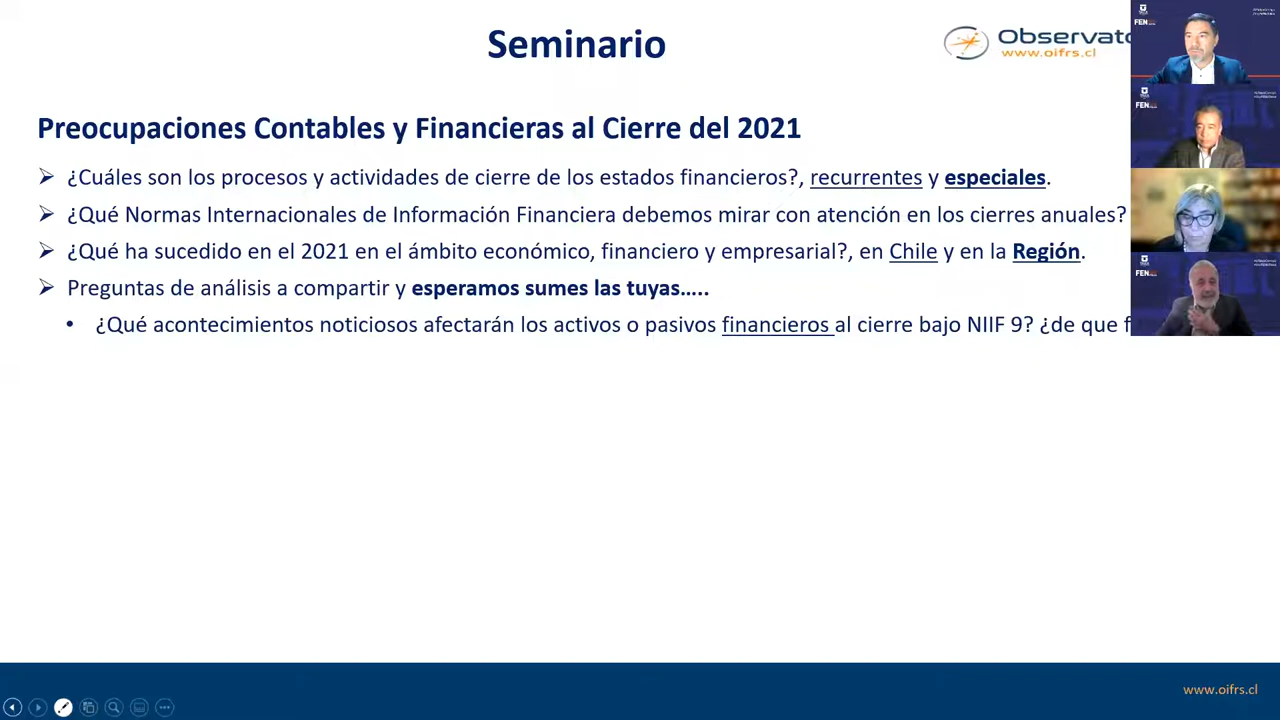 Seminario
Observato
www.oifrs.cl
Preocupaciones Contables y Financieras al Cierre del 2021
➢ ¿Cuáles son los procesos y actividades de cierre de los estados financieros?, recurrentes y especiales.
➢ ¿Qué Normas Internacionales de Información Financiera debemos mirar con atención en los cierres anuales?
➢ ¿Qué ha sucedido en el 2021 en el ámbito económico, financiero y empresarial?, en Chile y en la Región.
➢ Preguntas de análisis a compartir y esperamos sumes las tuyas…..
• ¿Qué acontecimientos noticiosos afectarán los activos o pasivos financieros al cierre bajo NIIF 9? ¿de que f
FEN
FEN
FEN
www.oifrs.cl